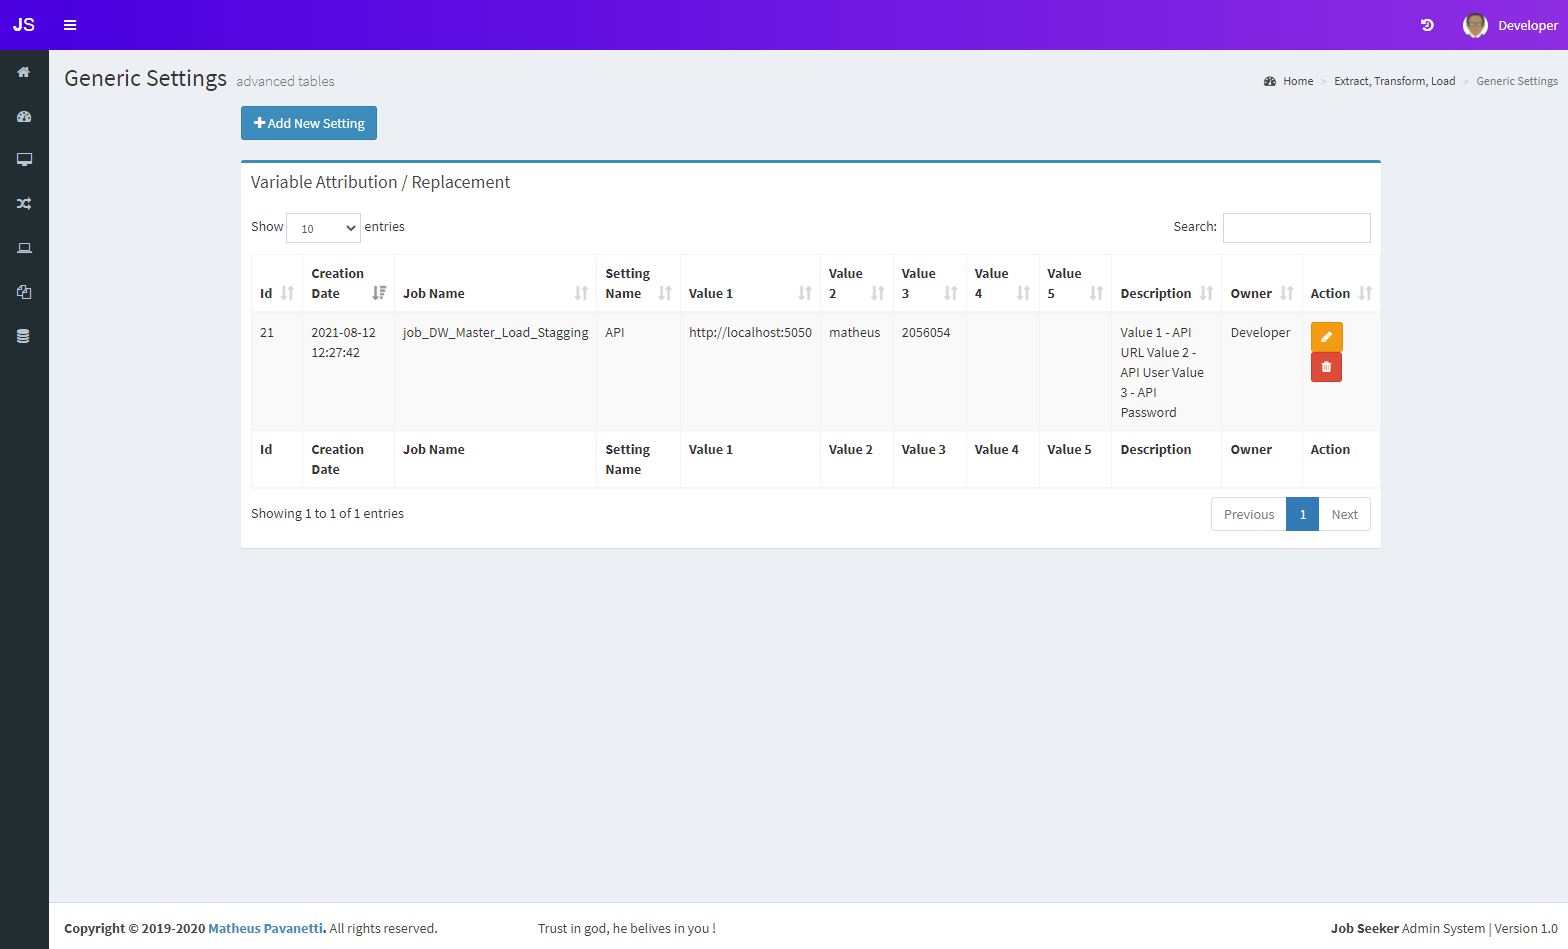 JS
Developer
Generic Settings advanced tables
Home > Extract, Transform, Load > Generic Settings
Add New Setting
Variable Attribution / Replacement
Show 10 entries
Search:
Id Creation Date Job Name Setting Name Value 1 Value 2 Value 3 Value 4 Value 5 Description Owner Action
21 2021-08-12 12:27:42 job_DW_Master_Load_Stagging API http://localhost:5050 matheus 2056054 Value 1 - API URL Value 2 - API User Value 3 - API Password Developer
Id Creation Date Job Name Setting Name Value 1 Value 2 Value 3 Value 4 Value 5 Description Owner Action
Showing 1 to 1 of 1 entries
Previous 1 Next
Copyright © 2019-2020 Matheus Pavanetti. All rights reserved.
Trust in god, he belives in you !
Job Seeker Admin System | Version 1.0